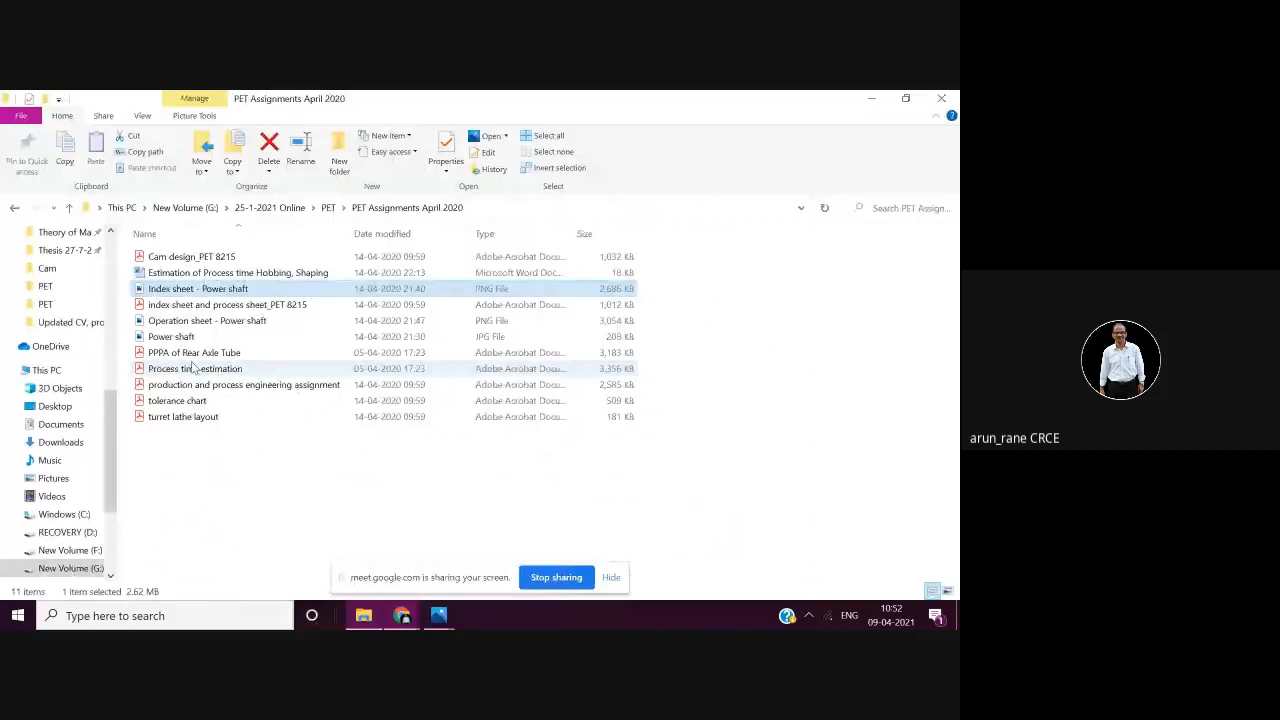 Manage PET Assignments April 2020
File Home Share View Picture Tools
Pin to Quick access Copy Paste Cut Copy path Paste shortcut Move to Copy to Delete Rename New folder New item Easy access Properties Open Edit History Select all Select none Invert selection
Clipboard Organize New Open Select
This PC New Volume (G:) 25-1-2021 Online PET PET Assignments April 2020 Search PET Assign...
Theory of Ma
Thesis 27-7-2
Cam
PET
PET
Updated CV, pro
OneDrive
This PC
3D Objects
Desktop
Documents
Downloads
Music
Pictures
Videos
Windows (C:)
RECOVERY (D:)
New Volume (F:)
New Volume (G:)
Name Date modified Type Size
Cam design_PET 8215 14-04-2020 09:59 Adobe Acrobat Docu... 1,032 KB
Estimation of Process time Hobbing, Shaping 14-04-2020 22:13 Microsoft Word Doc... 18 KB
Index sheet - Power shaft 14-04-2020 21:40 PNG File 2,686 KB
index sheet and process sheet_PET 8215 14-04-2020 09:59 Adobe Acrobat Docu... 1,012 KB
Operation sheet - Power shaft 14-04-2020 21:47 PNG File 3,054 KB
Power shaft 14-04-2020 21:30 JPG File 208 KB
PPPA of Rear Axle Tube 05-04-2020 17:23 Adobe Acrobat Docu... 3,183 KB
Process time estimation 05-04-2020 17:23 Adobe Acrobat Docu... 3,356 KB
production and process engineering assignment 14-04-2020 09:59 Adobe Acrobat Docu... 2,585 KB
tolerance chart 14-04-2020 09:59 Adobe Acrobat Docu... 509 KB
turret lathe layout 14-04-2020 09:59 Adobe Acrobat Docu... 181 KB
arun_rane CRCE
meet.google.com is sharing your screen. Stop sharing Hide
11 items 1 item selected 2.62 MB
Type here to search
ENG
10:52
09-04-2021
1